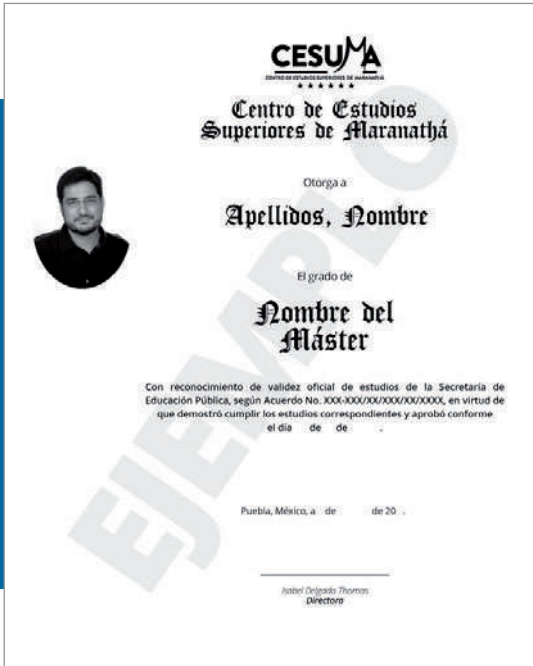 CESUMA
CENTRO DE ESTUDIOS SUPERIORES DE MARANATHÁ
Centro de Estudios
Superiores de Maranathá
Otorga a
Apellidos, Nombre
El grado de
Nombre del
Máster
Con reconocimiento de validez oficial de estudios de la Secretaría de
Educación Pública, según Acuerdo No. XXX-XXX/XX/XXX/XX/XXXX, en virtud de
que demostró cumplir los estudios correspondientes y aprobó conforme
el día de de .
Puebla, México, a de de 20 .
Isabel Delgado Thomas
Directora
EJEMPLO